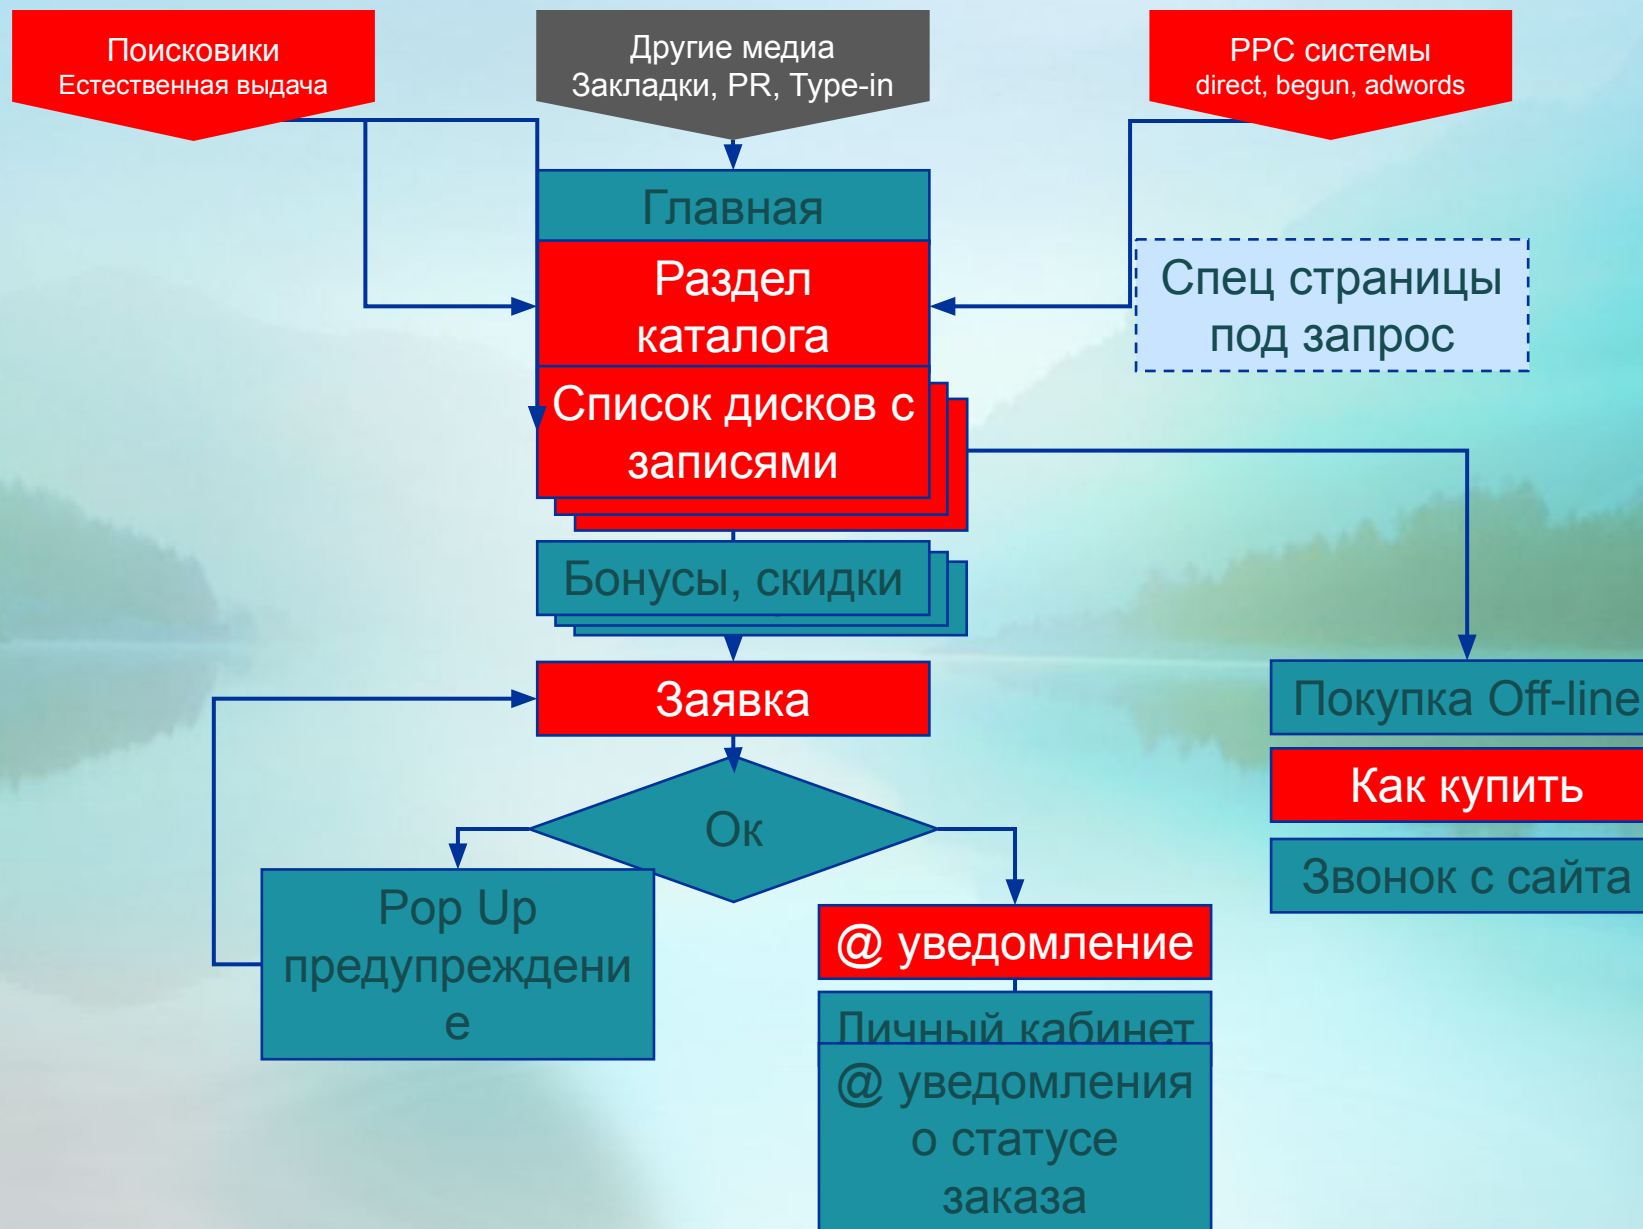 Поисковики
Естественная выдача
Другие медиа
Закладки, PR, Type-in
PPC системы
direct, begun, adwords
Главная
Раздел
каталога
Спец страницы
под запрос
Список дисков с
записями
Бонусы, скидки
Заявка
Покупка Off-line
Как купить
Ок
Звонок с сайта
Pop Up
предупреждени
е
@ уведомление
Личный кабинет
@ уведомления
о статусе
заказа